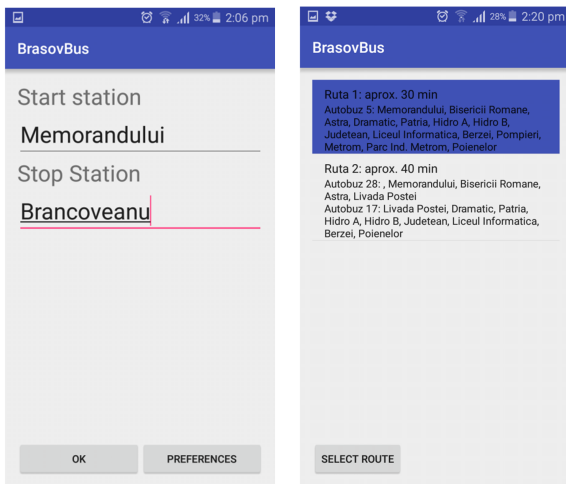 32% 2:06 pm
BrasovBus
Start station
Memorandului
Stop Station
Brancoveanu
OK PREFERENCES
28% 2:20 pm
BrasovBus
Ruta 1: aprox. 30 min
Autobuz 5: Memorandului, Bisericii Romane,
Astra, Dramatic, Patria, Hidro A, Hidro B,
Judetean, Liceul Informatica, Berzei, Pompieri,
Metrom, Parc Ind. Metrom, Poienelor
Ruta 2: aprox. 40 min
Autobuz 28: , Memorandului, Bisericii Romane,
Astra, Livada Postei
Autobuz 17: Livada Postei, Dramatic, Patria,
Hidro A, Hidro B, Judetean, Liceul Informatica,
Berzei, Poienelor
SELECT ROUTE